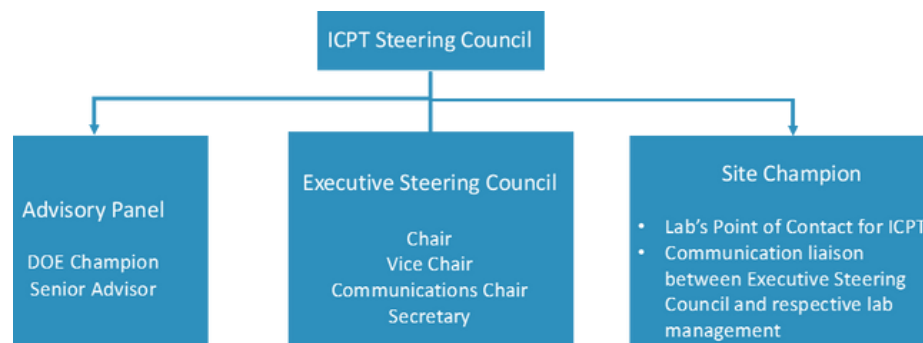 ICPT Steering Council
Advisory Panel
DOE Champion
Senior Advisor
Executive Steering Council
Chair
Vice Chair
Communications Chair
Secretary
Site Champion
• Lab's Point of Contact for ICPT
• Communication liaison
between Executive Steering
Council and respective lab
management